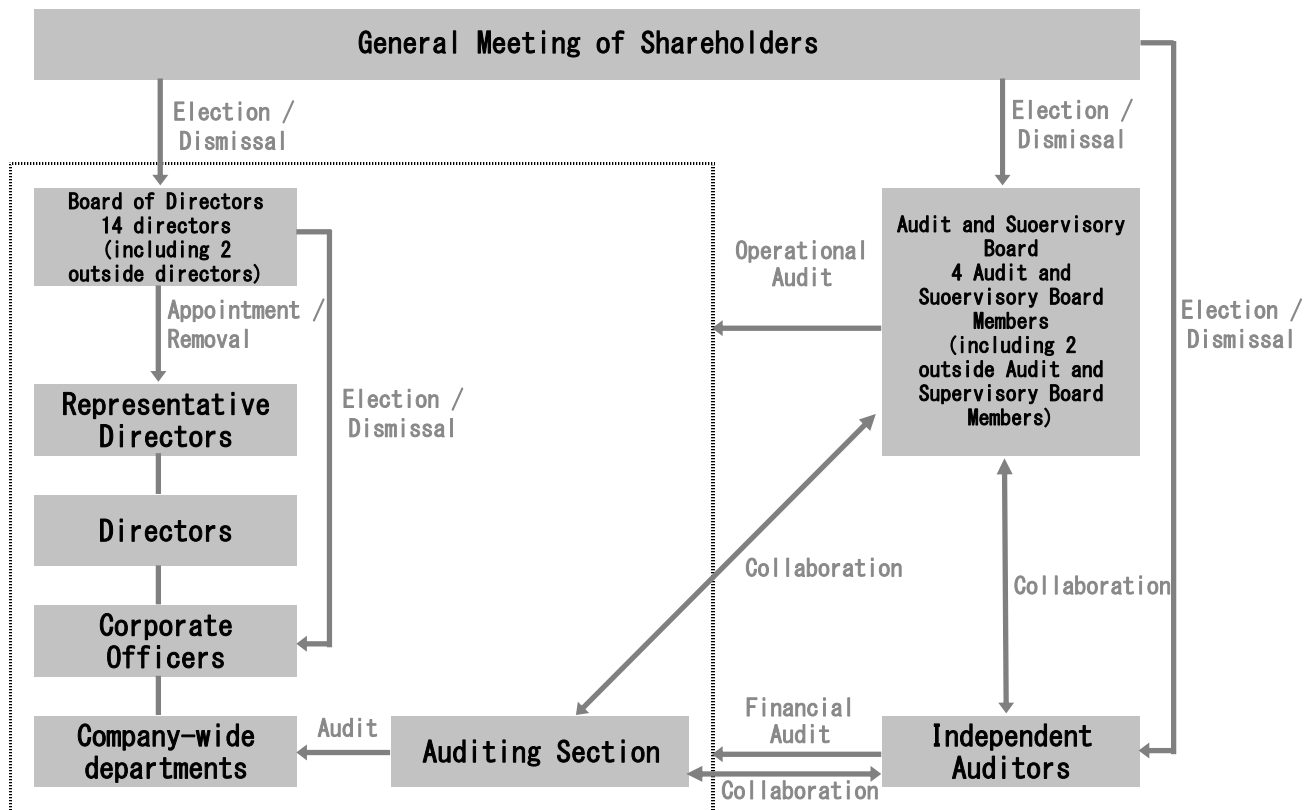 General Meeting of Shareholders
Election /
Dismissal
Election /
Dismissal
Board of Directors
14 directors
(including 2
outside directors)
Audit and Suoervisory
Board
4 Audit and
Suoervisory Board
Members
(including 2
outside Audit and
Supervisory Board
Members)
Operational
Audit
Election /
Dismissal
Appointment /
Removal
Representative
Directors
Election /
Dismissal
Directors
Collaboration
Collaboration
Corporate
Officers
Company-wide
departments
Audit
Auditing Section
Financial
Audit
Collaboration
Independent
Auditors